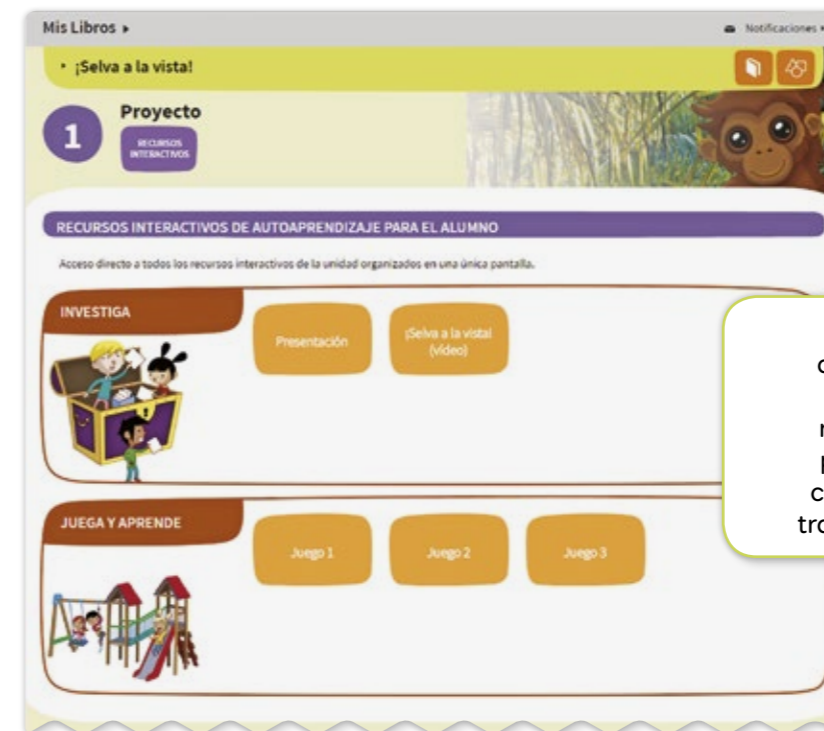 Mis Libros
Notificaciones
¡Selva a la vista!
1
Proyecto
RECURSOS
INTERACTIVOS
RECURSOS INTERACTIVOS DE AUTOAPRENDIZAJE PARA EL ALUMNO
Acceso directo a todos los recursos interactivos de la unidad organizados en una única pantalla.
INVESTIGA
Presentación
¡Selva a la vista!
(vídeo)
JUEGA Y APRENDE
Juego 1
Juego 2
Juego 3